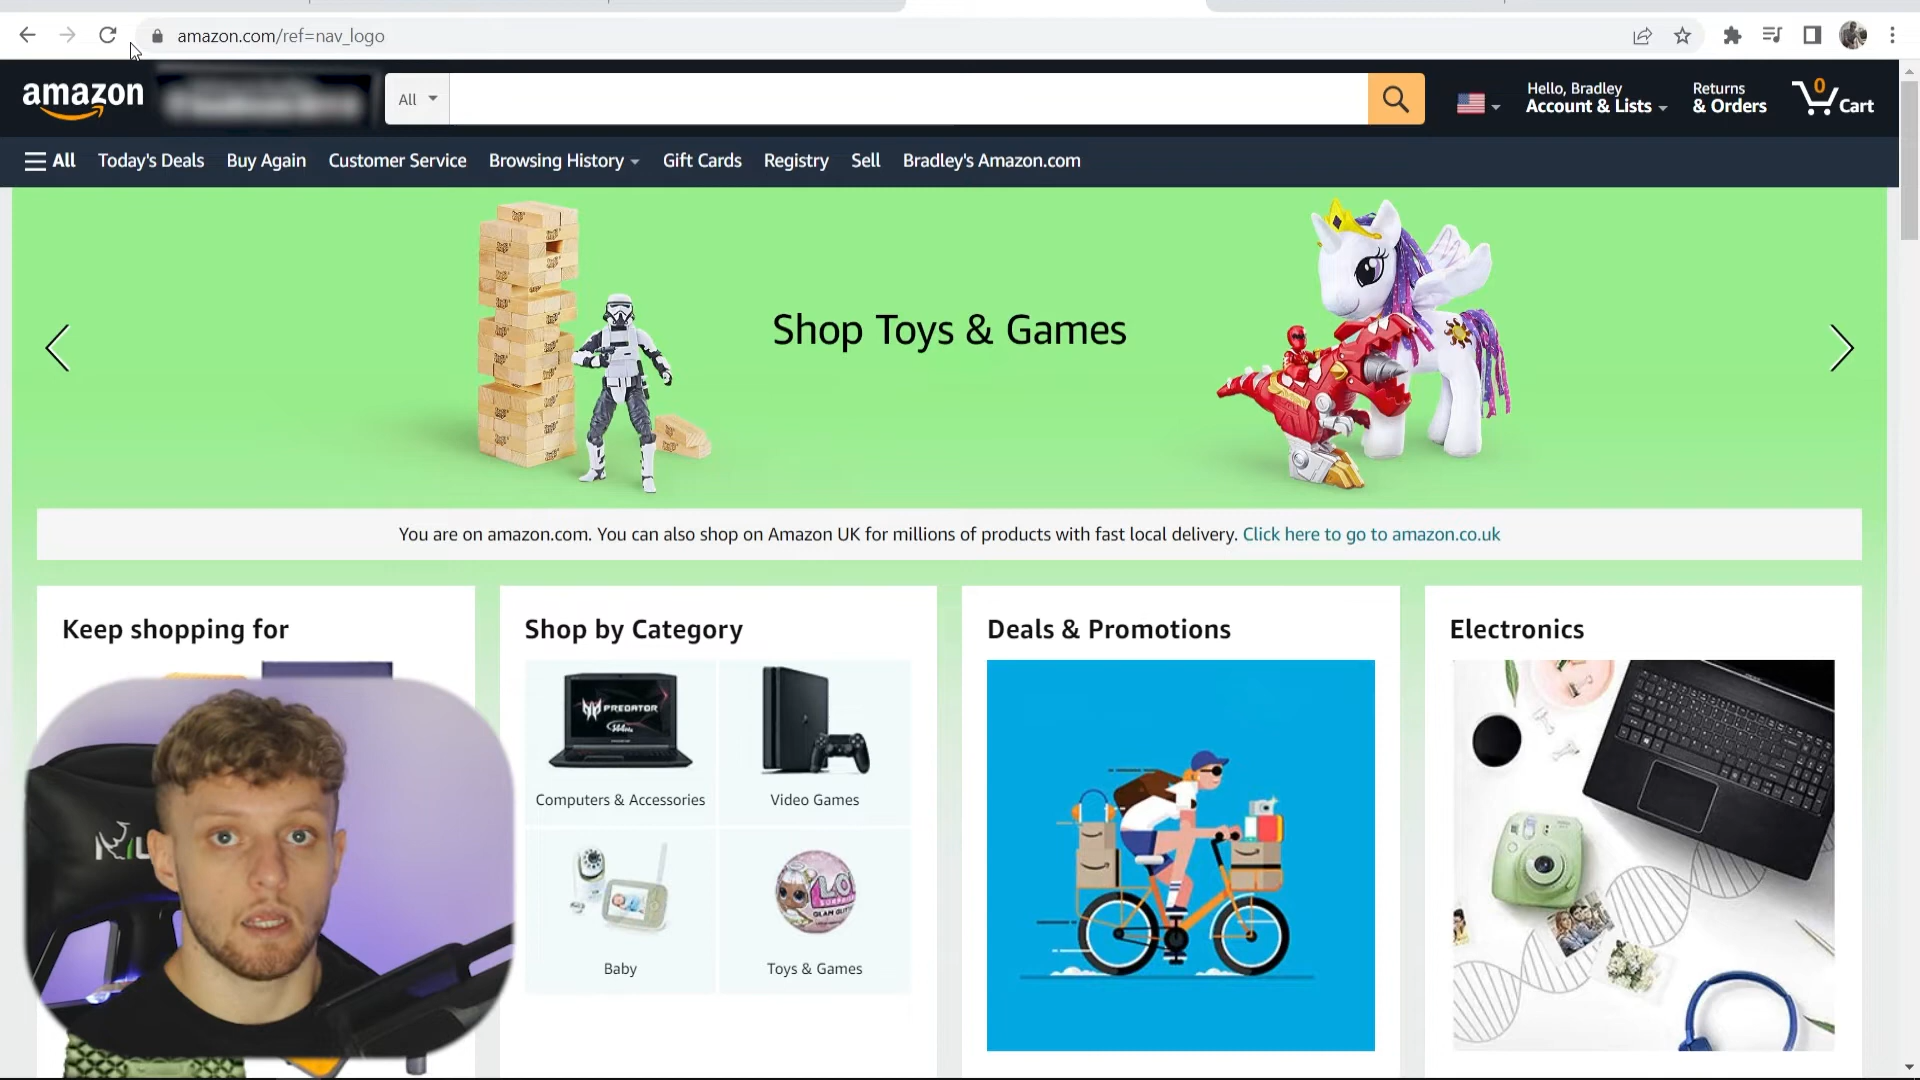 amazon.com/ref=nav_logo
amazon
All
Hello, Bradley
Account & Lists
Returns
& Orders
0
Cart
All
Today's Deals
Buy Again
Customer Service
Browsing History
Gift Cards
Registry
Sell
Bradley's Amazon.com
Shop Toys & Games
You are on amazon.com. You can also shop on Amazon UK for millions of products with fast local delivery. Click here to go to amazon.co.uk
Keep shopping for
Shop by Category
Deals & Promotions
Electronics
PREDATOR
Computers & Accessories
Video Games
Baby
Toys & Games